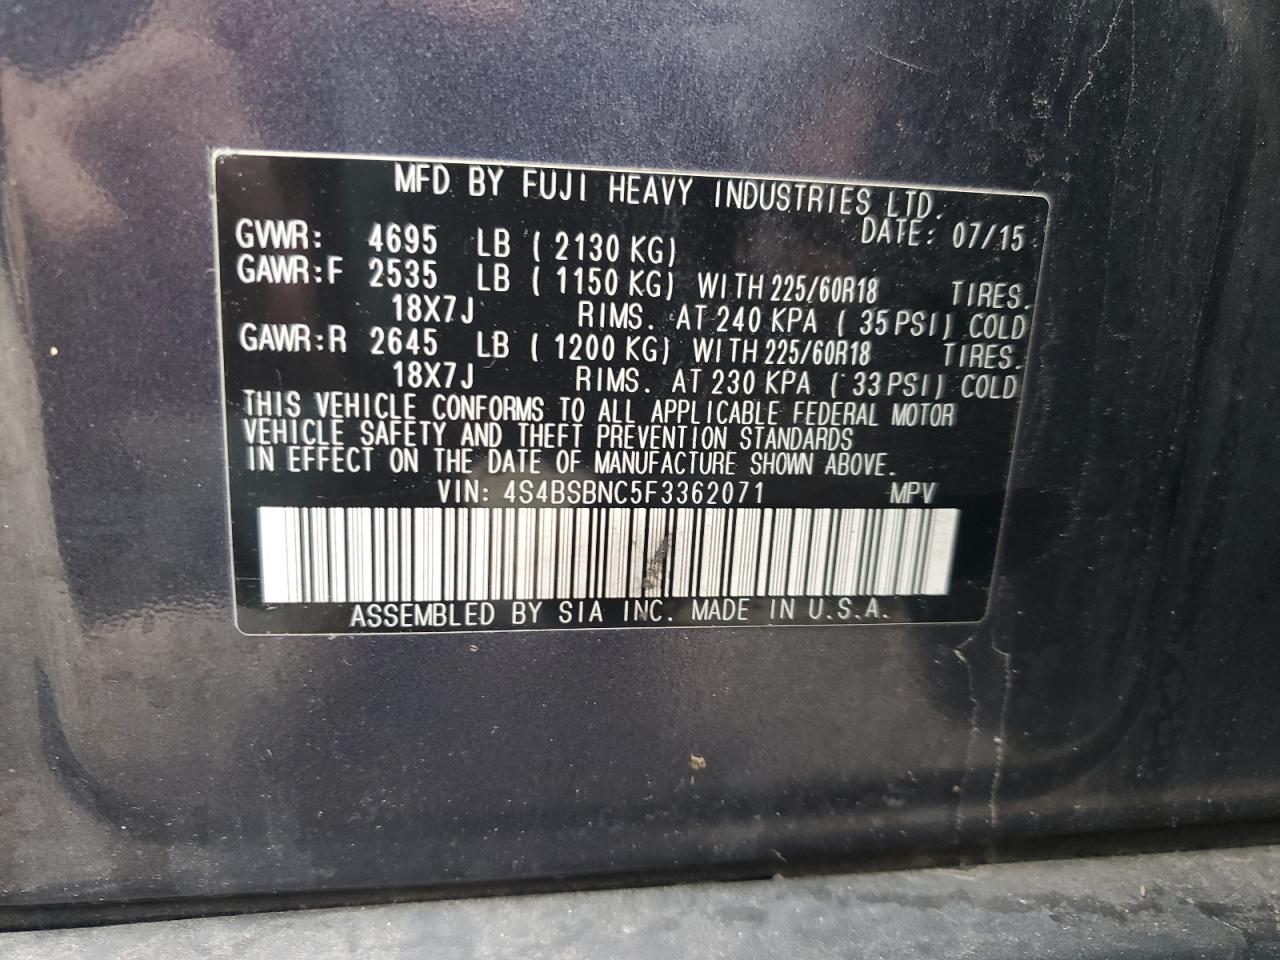 MFD BY FUJI HEAVY INDUSTRIES LTD.
DATE: 07/15
GVWR: 4695 LB ( 2130 KG)
GAWR:F 2535 LB ( 1150 KG) WITH 225/60R18 TIRES.
18X7J RIMS. AT 240 KPA ( 35 PSI) COLD
GAWR:R 2645 LB ( 1200 KG) WITH 225/60R18 TIRES.
18X7J RIMS. AT 230 KPA ( 33 PSI) COLD
THIS VEHICLE CONFORMS TO ALL APPLICABLE FEDERAL MOTOR
VEHICLE SAFETY AND THEFT PREVENTION STANDARDS
IN EFFECT ON THE DATE OF MANUFACTURE SHOWN ABOVE.
VIN: 4S4BSBNC5F3362071 MPV
ASSEMBLED BY SIA INC. MADE IN U.S.A.